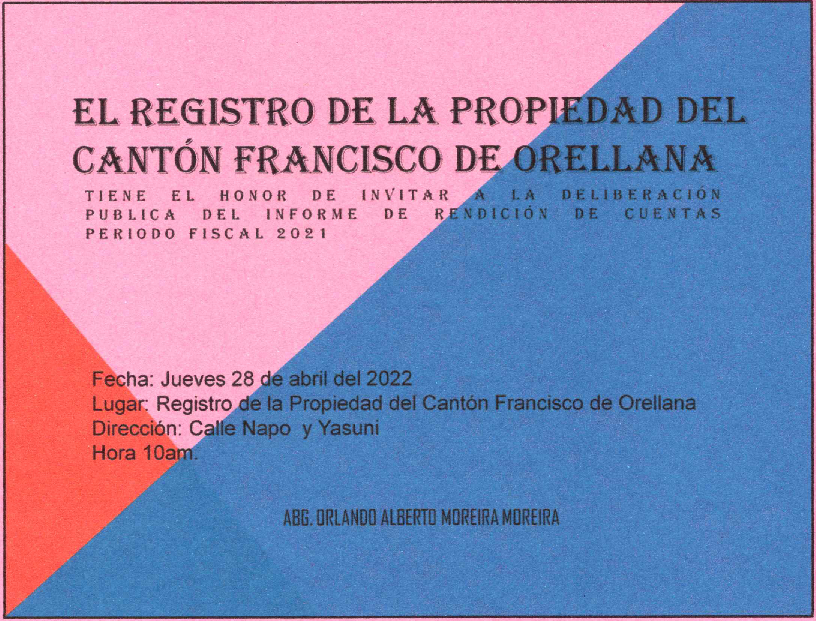 EL REGISTRO DE LA PROPIEDAD DEL
CANTÓN FRANCISCO DE ORELLANA
TIENE EL HONOR DE INVITAR A LA DELIBERACIÓN
PUBLICA DEL INFORME DE RENDICIÓN DE CUENTAS
PERIODO FISCAL 2021
Fecha: Jueves 28 de abril del 2022
Lugar: Registro de la Propiedad del Cantón Francisco de Orellana
Dirección: Calle Napo y Yasuni
Hora 10am.
ABG. ORLANDO ALBERTO MOREIRA MOREIRA